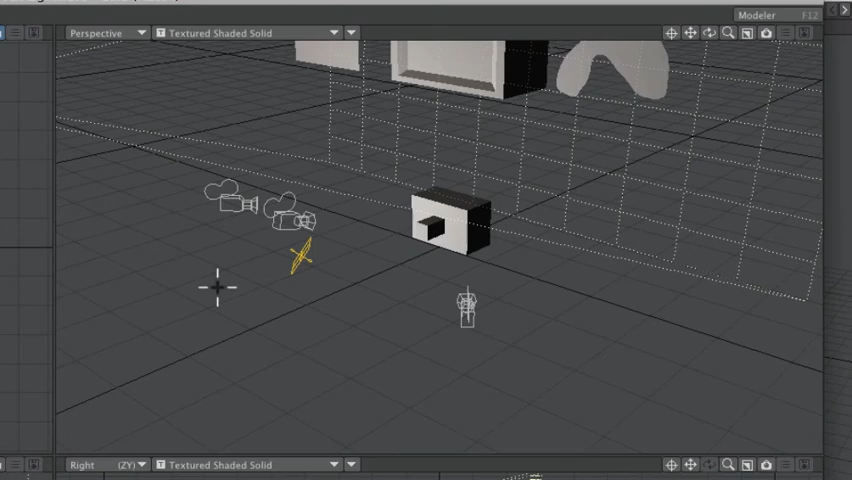 Modeler F12
Perspective T Textured Shaded Solid
Right (ZY) T Textured Shaded Solid